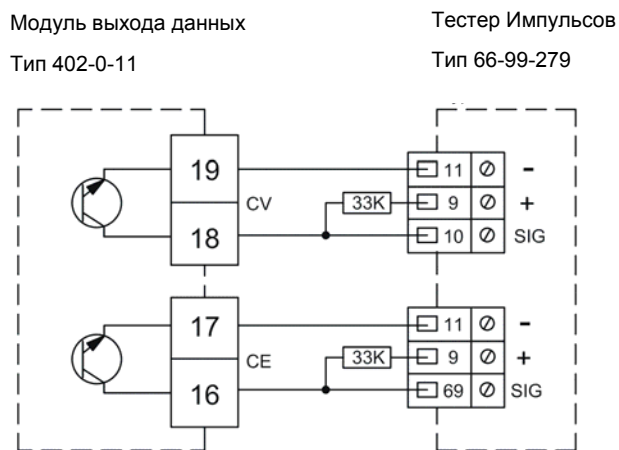 Модуль выхода данных
Тип 402-0-11
Тестер Импульсов
Тип 66-99-279
19
18
CV
33K
11 -
9 +
10 SIG
17
16
CE
33K
11 -
9 +
69 SIG